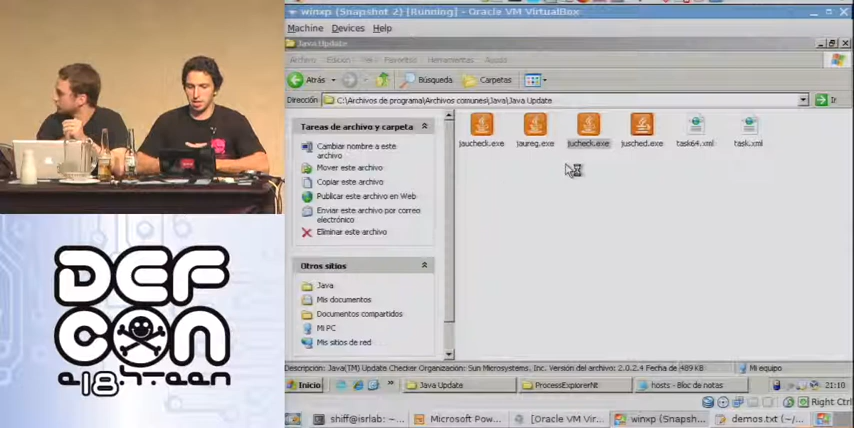 winxp (Snapshot 2) [Running] - Oracle VM VirtualBox
Machine Devices Help
Java Update
Archivo Edición Ver Favoritos Herramientas Ayuda
Atrás Búsqueda Carpetas
Dirección C:\Archivos de programa\Archivos comunes\Java\Java Update Ir
Tareas de archivo y carpeta
Cambiar nombre a este
archivo
Mover este archivo
Copiar este archivo
Publicar este archivo en Web
Enviar este archivo por correo
electrónico
Eliminar este archivo
Otros sitios
Java
Mis documentos
Documentos compartidos
Mi PC
Mis sitios de red
jaucheck.exe jaureg.exe jucheck.exe jusched.exe task64.xml task.xml
Descripción: Java(TM) Update Checker Organización: Sun Microsystems, Inc. Versión del archivo: 2.0.2.4 Fecha de 489 KB Mi equipo
Inicio Java Update ProcessExplorerNt hosts - Bloc de notas 21:10
Right Ctrl
shiff@isrlab: ~... Microsoft Pow... [Oracle VM Vir... winxp (Snapsh... demos.txt (~/...
DEF
CON
e18hteen